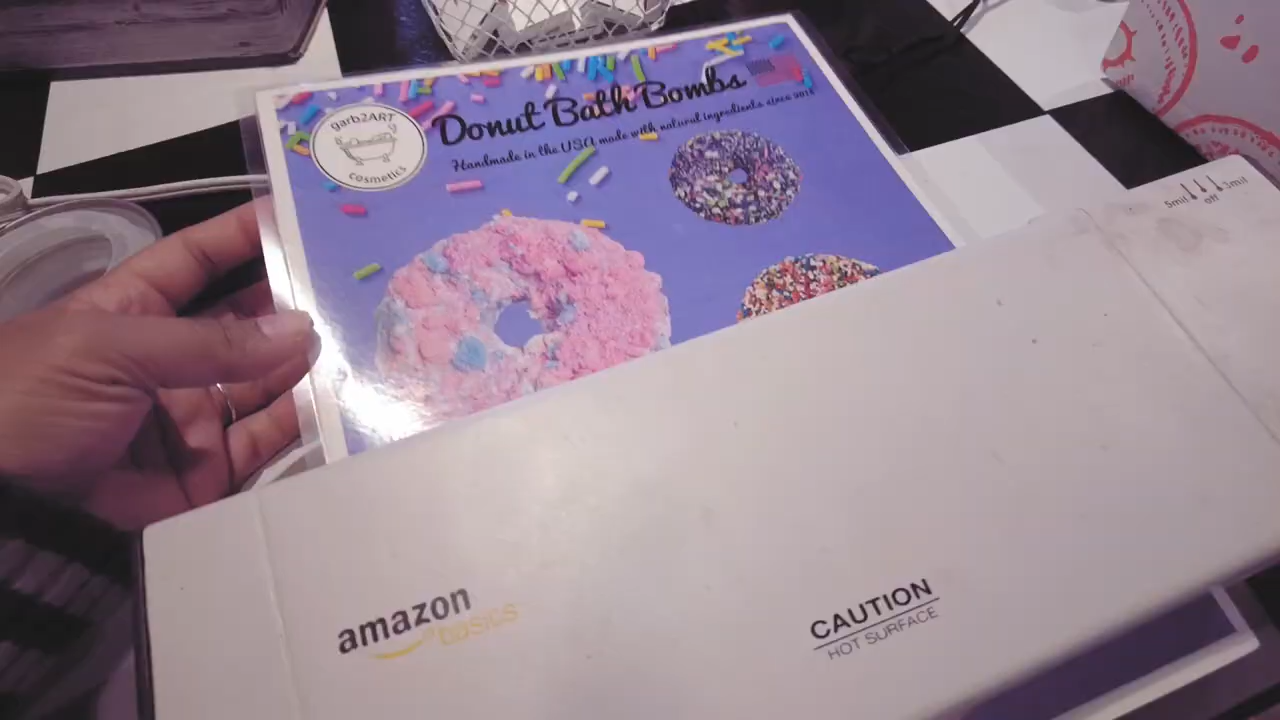 garb2ART
cosmetics
Donut Bath Bombs
Handmade in the USA made with natural ingredients since
5mil
off
3mil
amazon
basics
CAUTION
HOT SURFACE